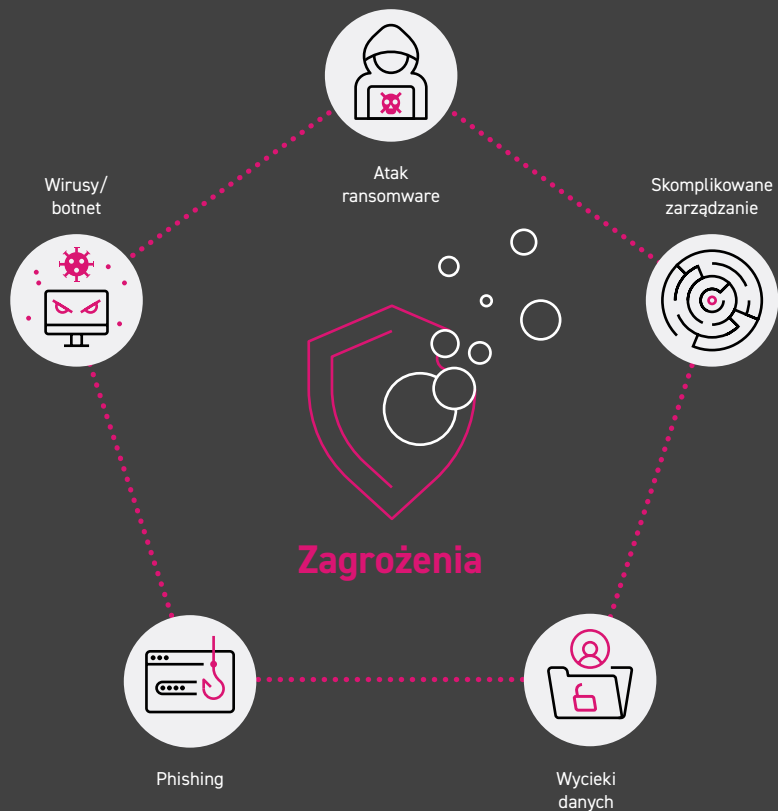 Atak
ransomware
Wirusy/
botnet
Skomplikowane
zarządzanie
Zagrożenia
Phishing
Wycieki
danych